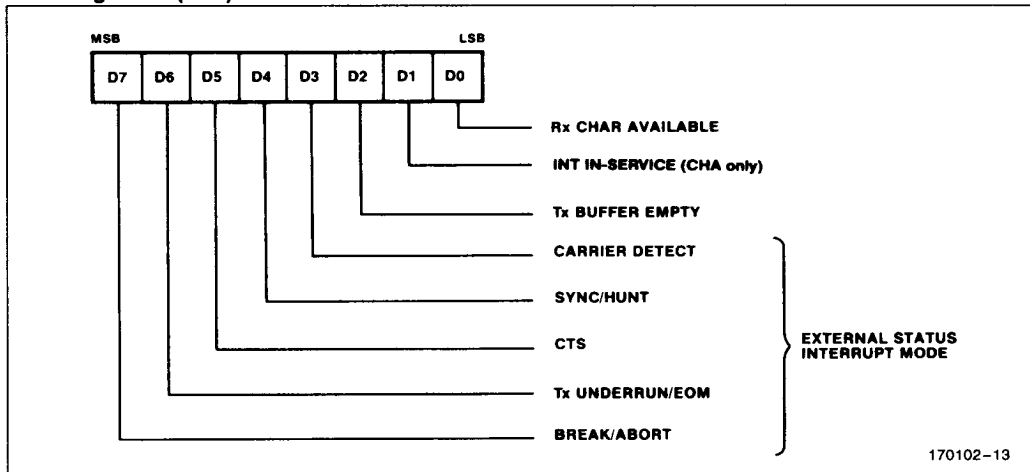 MSB LSB
D7 D6 D5 D4 D3 D2 D1 D0
Rx CHAR AVAILABLE
INT IN-SERVICE (CHA only)
Tx BUFFER EMPTY
CARRIER DETECT
SYNC/HUNT
CTS
Tx UNDERRUN/EOM
BREAK/ABORT
EXTERNAL STATUS
INTERRUPT MODE
170102-13